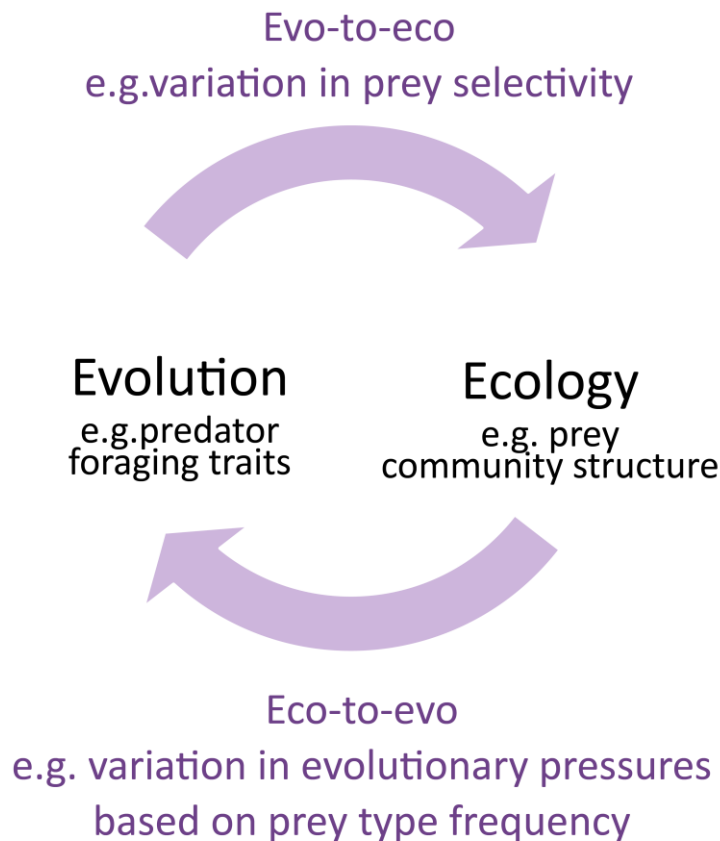 Evo-to-eco
e.g.variation in prey selectivity
Evolution
e.g.predator
foraging traits
Ecology
e.g. prey
community structure
Eco-to-evo
e.g. variation in evolutionary pressures
based on prey type frequency